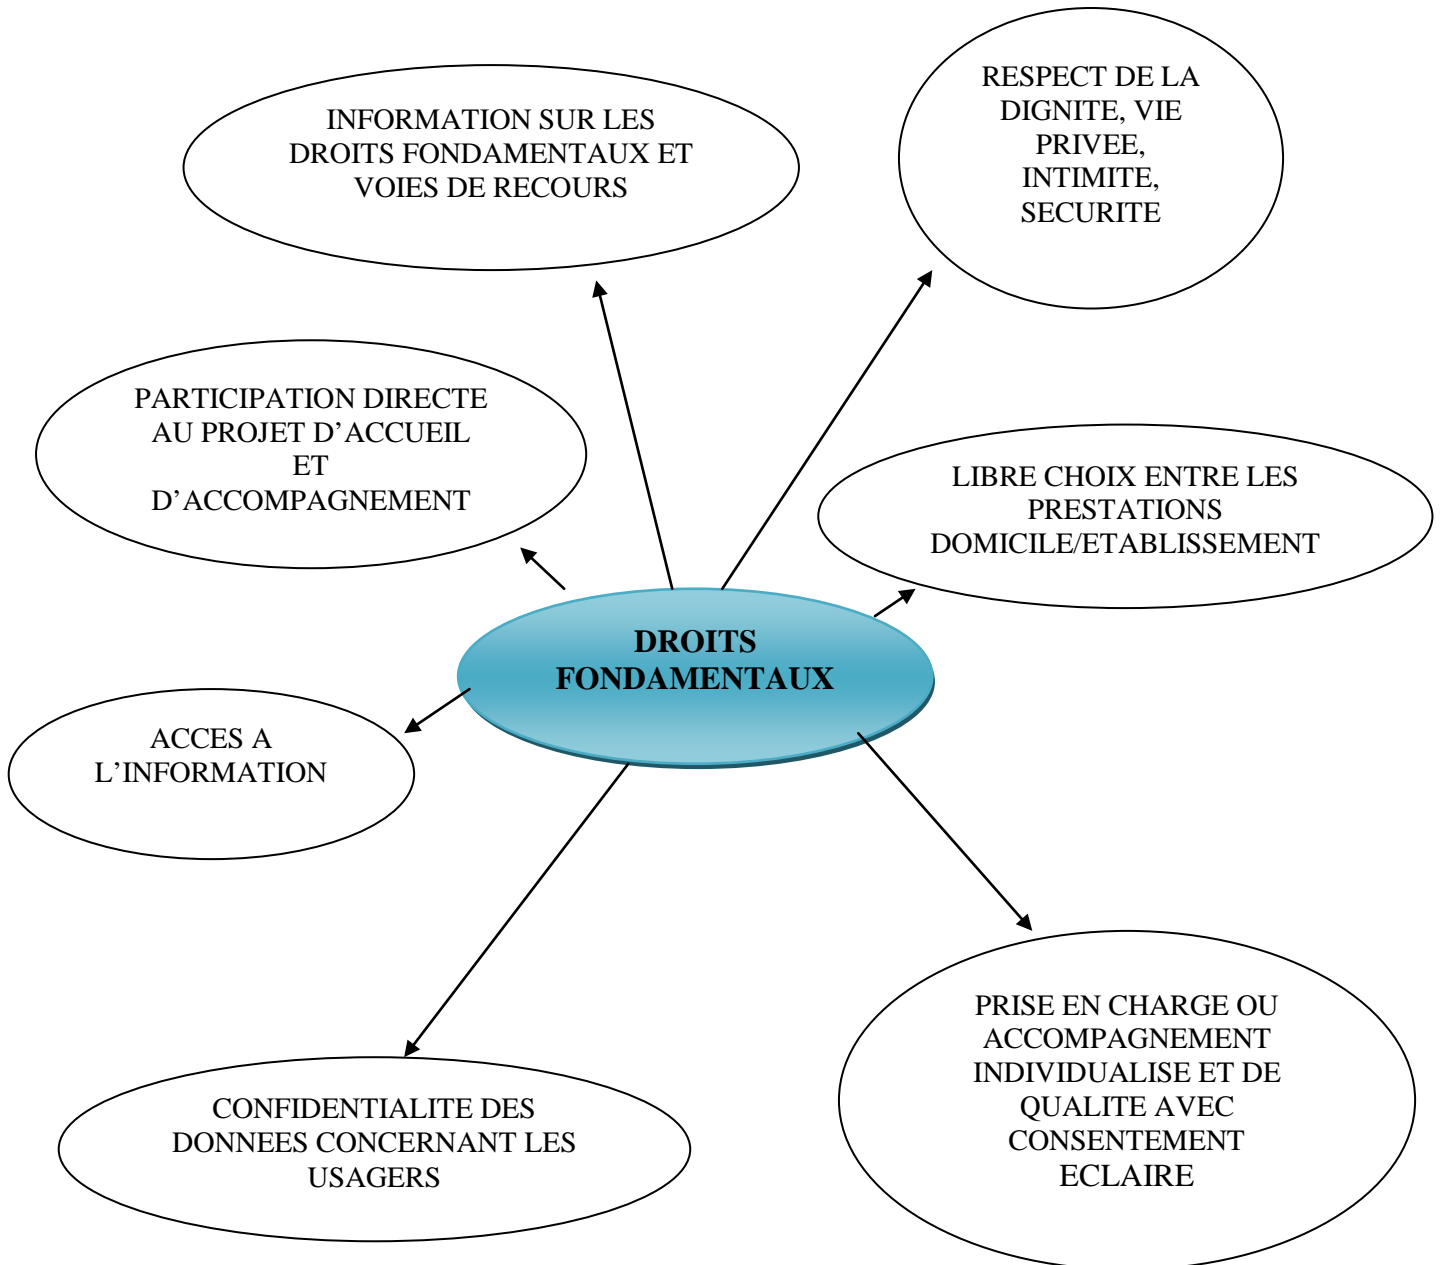 RESPECT DE LA
DIGNITE, VIE
PRIVEE,
INTIMITE,
SECURITE
INFORMATION SUR LES
DROITS FONDAMENTAUX ET
VOIES DE RECOURS
PARTICIPATION DIRECTE
AU PROJET D’ACCUEIL
ET
D’ACCOMPAGNEMENT
LIBRE CHOIX ENTRE LES
PRESTATIONS
DOMICILE/ETABLISSEMENT
DROITS
FONDAMENTAUX
ACCES A
L’INFORMATION
PRISE EN CHARGE OU
ACCOMPAGNEMENT
INDIVIDUALISE ET DE
QUALITE AVEC
CONSENTEMENT
ECLAIRE
CONFIDENTIALITE DES
DONNEES CONCERNANT LES
USAGERS